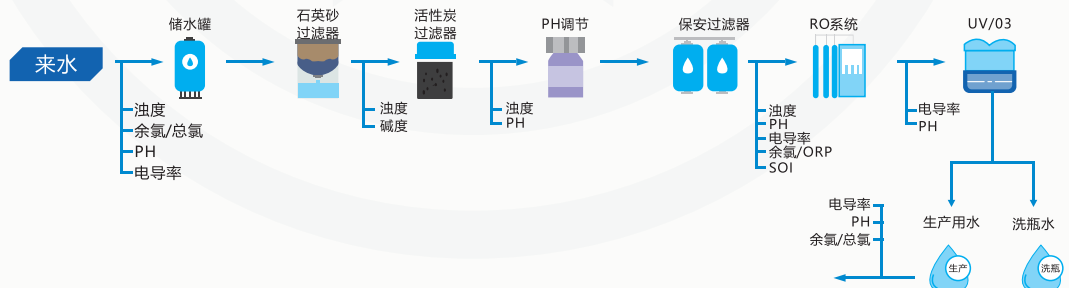 来水
储水罐
石英砂
过滤器
活性炭
过滤器
PH调节
保安过滤器
RO系统
UV/03
浊度
余氯/总氯
PH
电导率
浊度
碱度
浊度
PH
浊度
PH
电导率
余氯/ORP
SOI
电导率
PH
生产用水
洗瓶水
电导率
PH
余氯/总氯
生产
洗瓶